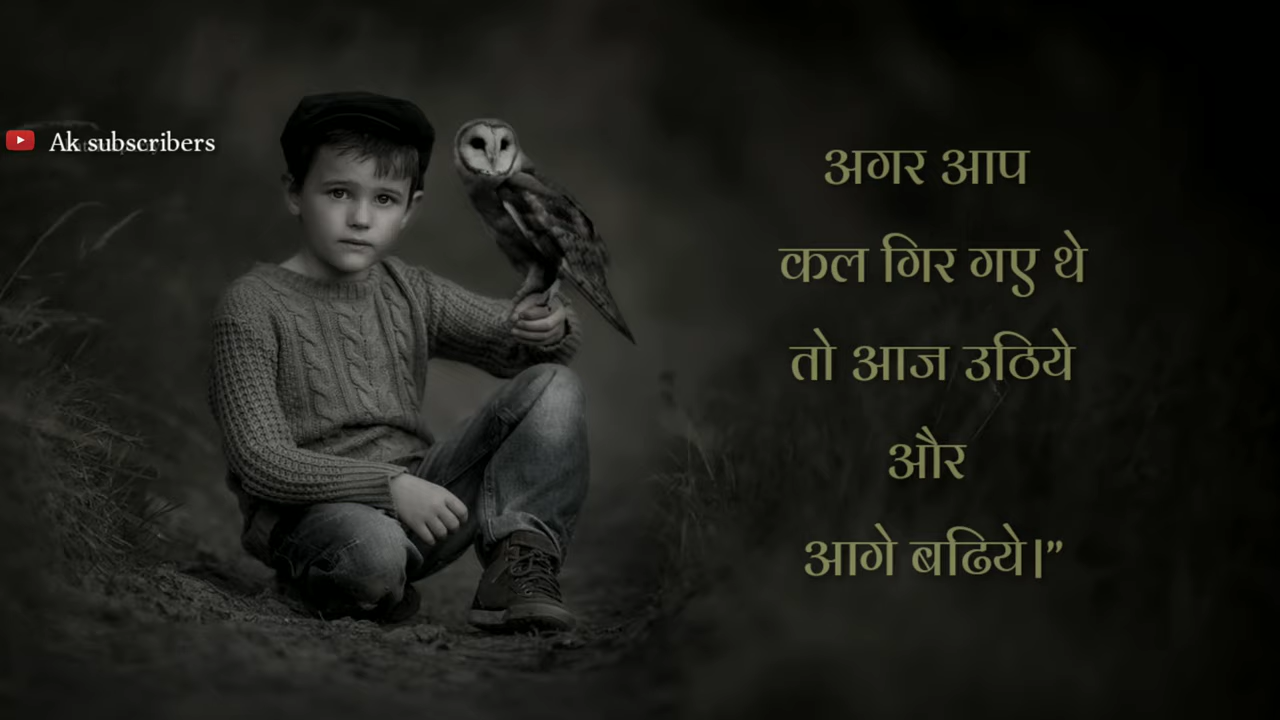 Ak subscribers
अगर आप
कल गिर गए थे
तो आज उठिये
और
आगे बढिये।”